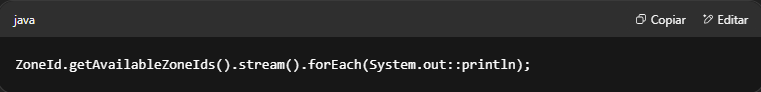 java
Copiar
Editar
ZoneId.getAvailableZoneIds().stream().forEach(System.out::println);